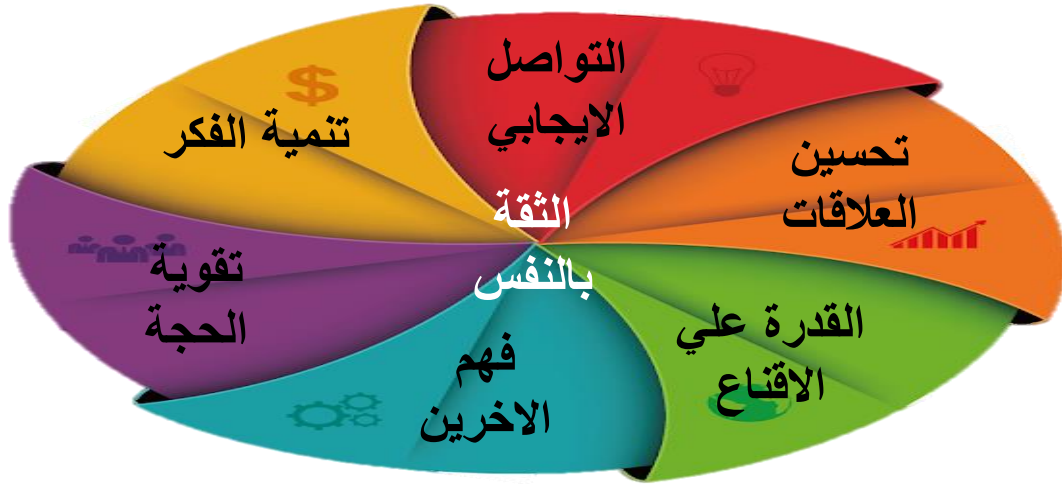 التواصل
الايجابي
تحسين
العلاقات
القدرة علي
الاقناع
فهم
الاخرين
تقوية
الحجة
تنمية الفكر
الثقة
بالنفس
$